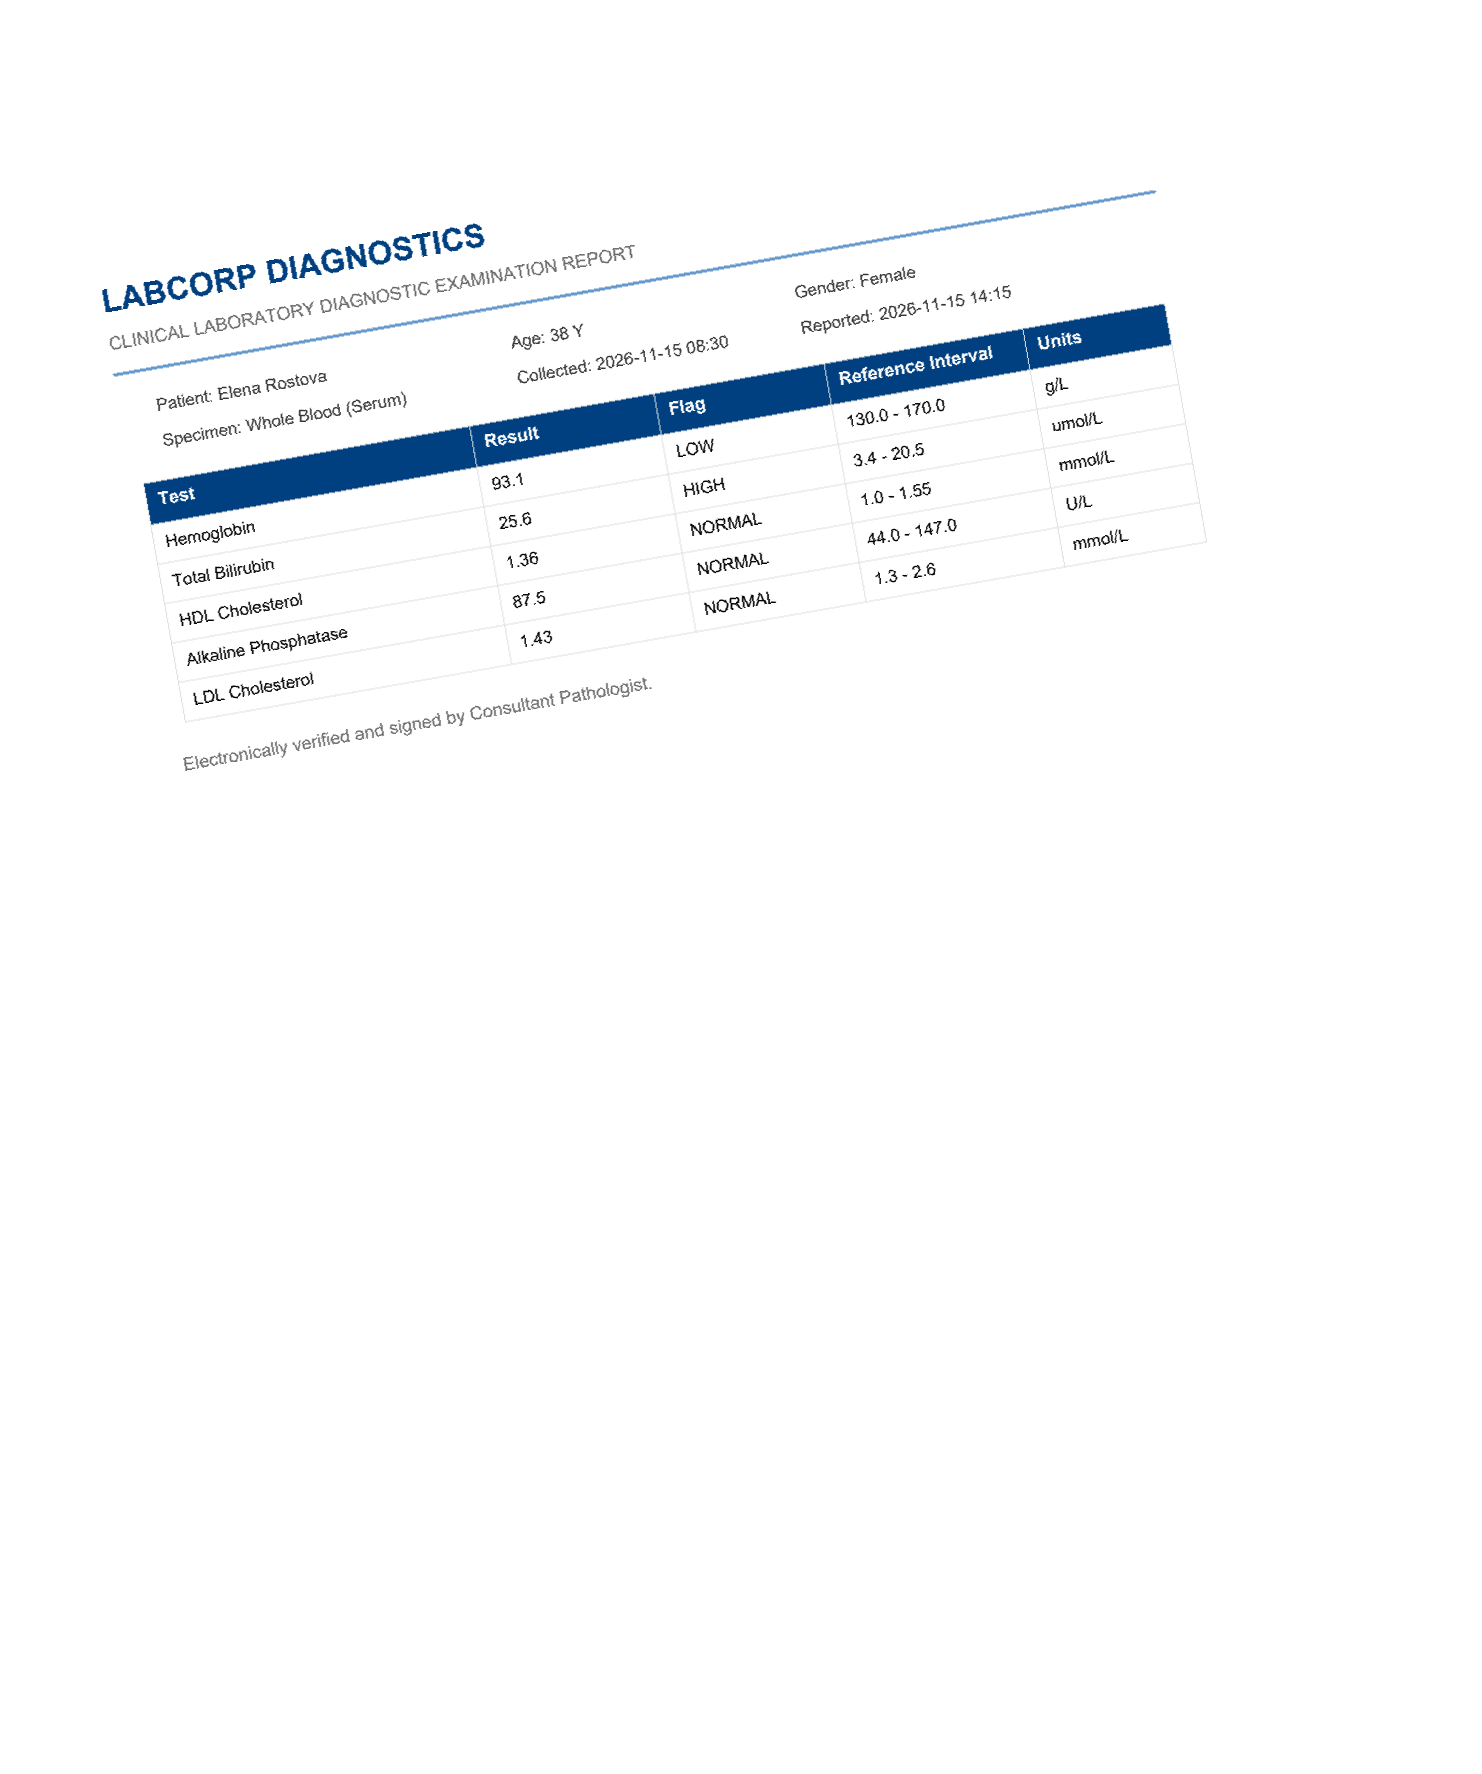 LABCORP DIAGNOSTICS
CLINICAL LABORATORY DIAGNOSTIC EXAMINATION REPORT
Patient: Elena Rostova Age: 38 Y Gender: Female
Specimen: Whole Blood (Serum) Collected: 2026-11-15 08:30 Reported: 2026-11-15 14:15
Test Result Flag Reference Interval Units
Hemoglobin 93.1 LOW 130.0 - 170.0 g/L
Total Bilirubin 25.6 HIGH 3.4 - 20.5 umol/L
HDL Cholesterol 1.36 NORMAL 1.0 - 1.55 mmol/L
Alkaline Phosphatase 87.5 NORMAL 44.0 - 147.0 U/L
LDL Cholesterol 1.43 NORMAL 1.3 - 2.6 mmol/L
Electronically verified and signed by Consultant Pathologist.